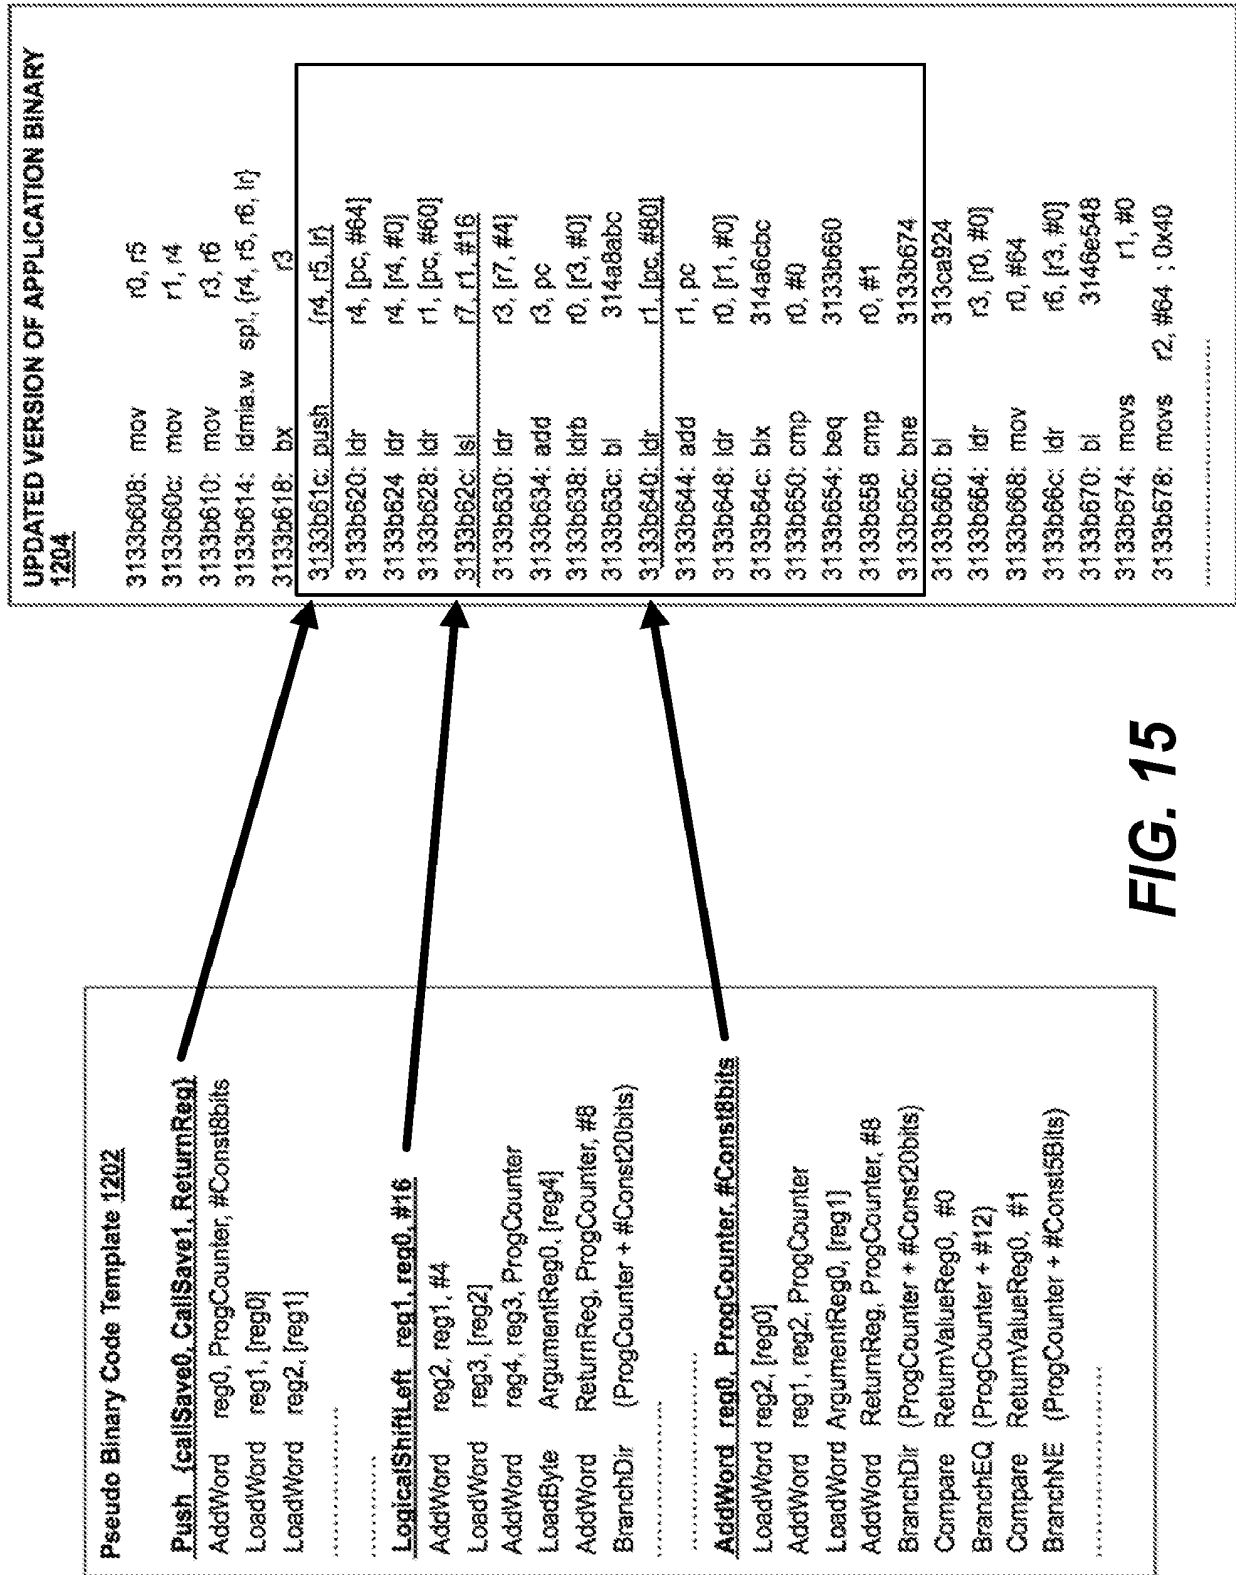 Pseudo Binary Code Template 1202
Push {callSave0, CallSave1, ReturnReg}
AddWord reg0, ProgCounter, #Const8bits
LoadWord reg1, [reg0]
LoadWord reg2, [reg1]
LogicalShiftLeft reg1, reg0, #16
AddWord reg2, reg1, #4
LoadWord reg3, [reg2]
AddWord reg4, reg3, ProgCounter
LoadByte ArgumentReg0, [reg4]
AddWord ReturnReg, ProgCounter, #8
BranchDir (ProgCounter + #Const20bits)
AddWord reg0, ProgCounter, #Const8bits
LoadWord reg2, [reg0]
AddWord reg1, reg2, ProgCounter
LoadWord ArgumentReg0, [reg1]
AddWord ReturnReg, ProgCounter, #8
BranchDir (ProgCounter + #Const20bits)
Compare ReturnValueReg0, #0
BranchEQ (ProgCounter + #12)
Compare ReturnValueReg0, #1
BranchNE (ProgCounter + #Const5Bits)
UPDATED VERSION OF APPLICATION BINARY
1204
3133b608: mov r0, r5
3133b60c: mov r1, r4
3133b610: mov r3, r6
3133b614: ldmia.w sp!, {r4, r5, r6, lr}
3133b618: bx r3
3133b61c: push {r4, r5, lr}
3133b620: ldr r4, [pc, #64]
3133b624 ldr r4, [r4, #0]
3133b628: ldr r1, [pc, #60]
3133b62c: lsl r7, r1, #16
3133b630: ldr r3, [r7, #4]
3133b634: add r3, pc
3133b638: ldrb r0, [r3, #0]
3133b63c: bl 314a8abc
3133b640: ldr r1, [pc, #80]
3133b644: add r1, pc
3133b648: ldr r0, [r1, #0]
3133b64c: blx 314a6cbc
3133b650: cmp r0, #0
3133b654: beq 3133b660
3133b658 cmp r0, #1
3133b65c: bne 3133b674
3133b660: bl 313ca924
3133b664: ldr r3, [r0, #0]
3133b668: mov r0, #64
3133b66c: ldr r6, [r3, #0]
3133b670: bl 3146e548
3133b674: movs r1, #0
3133b678: movs r2, #64 ; 0x40
FIG. 15